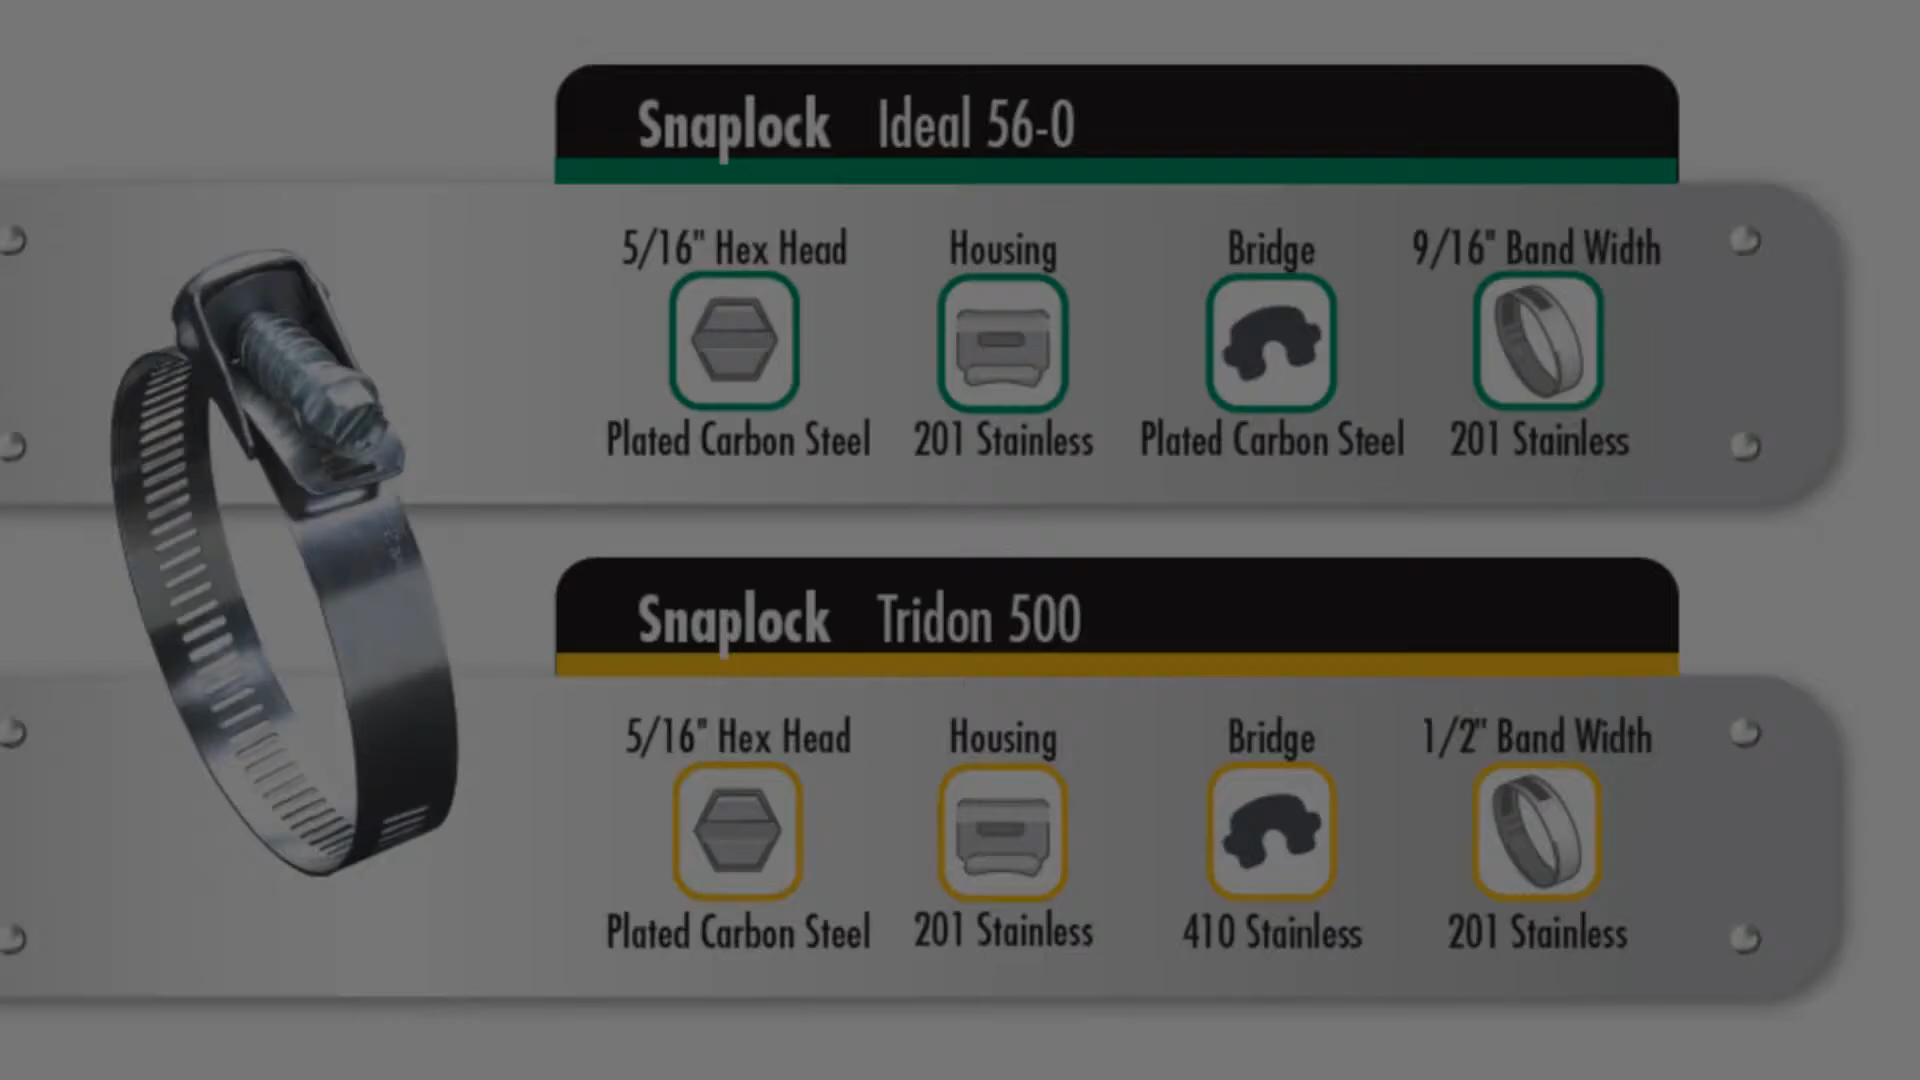 Snaplock Ideal 56-0
5/16" Hex Head Housing Bridge 9/16" Band Width
Plated Carbon Steel 201 Stainless Plated Carbon Steel 201 Stainless
Snaplock Tridon 500
5/16" Hex Head Housing Bridge 1/2" Band Width
Plated Carbon Steel 201 Stainless 410 Stainless 201 Stainless